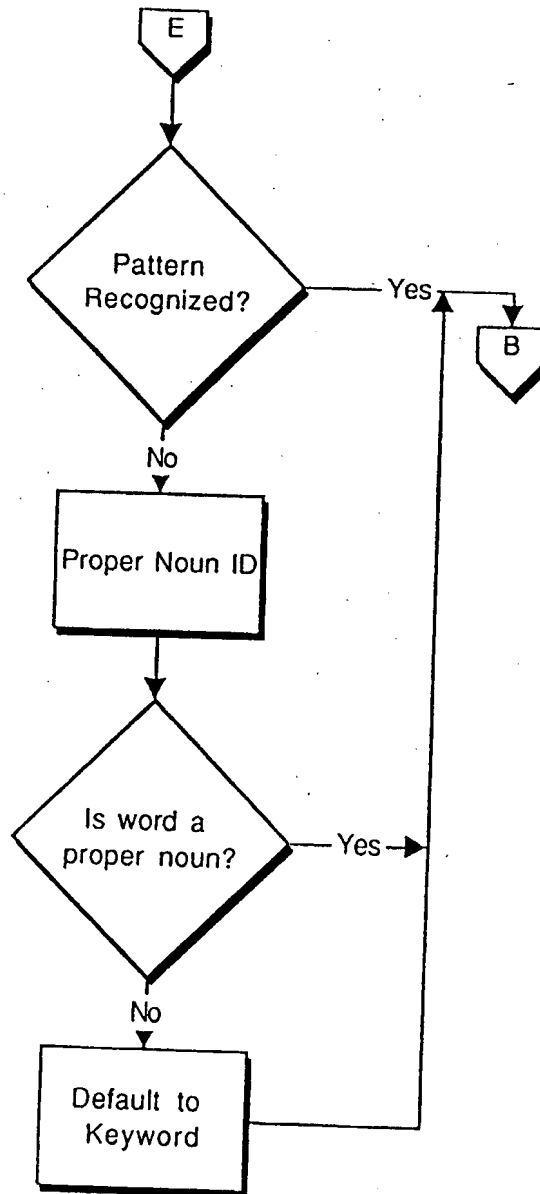 E
Pattern
Recognized?
Yes
B
No
Proper Noun ID
Is word a
proper noun?
Yes
No
Default to
Keyword